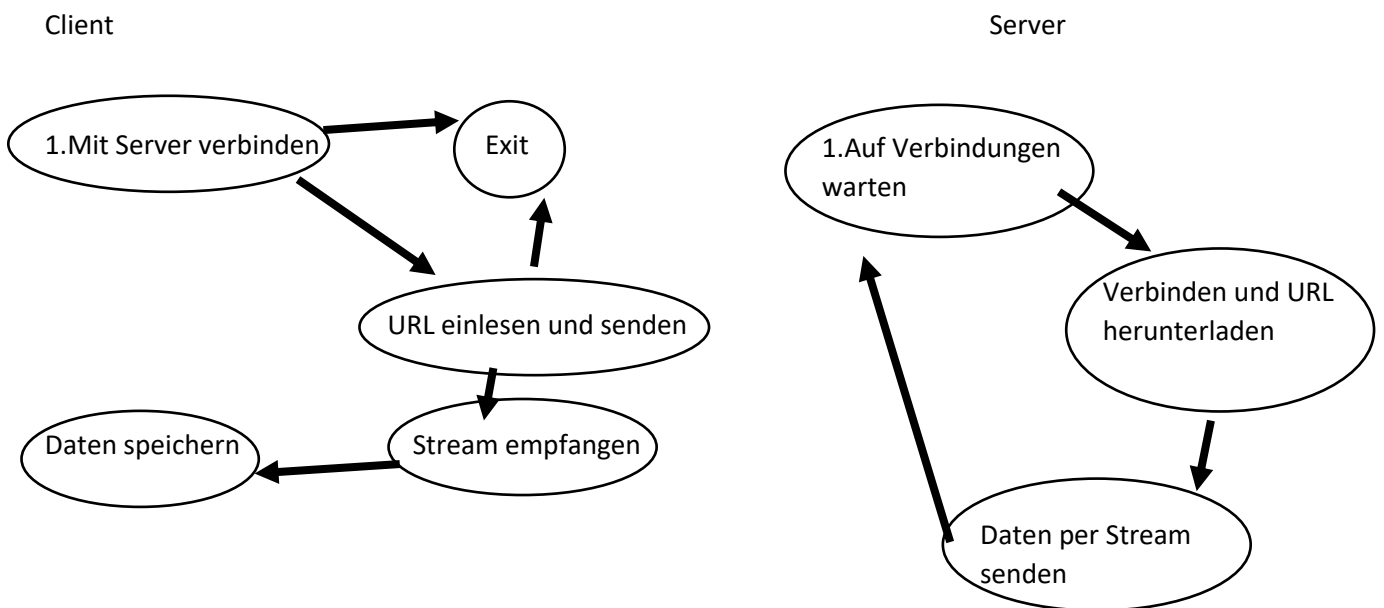 Client
Server
1.Mit Server verbinden
Exit
URL einlesen und senden
Daten speichern
Stream empfangen
1.Auf Verbindungen
warten
Verbinden und URL
herunterladen
Daten per Stream
senden